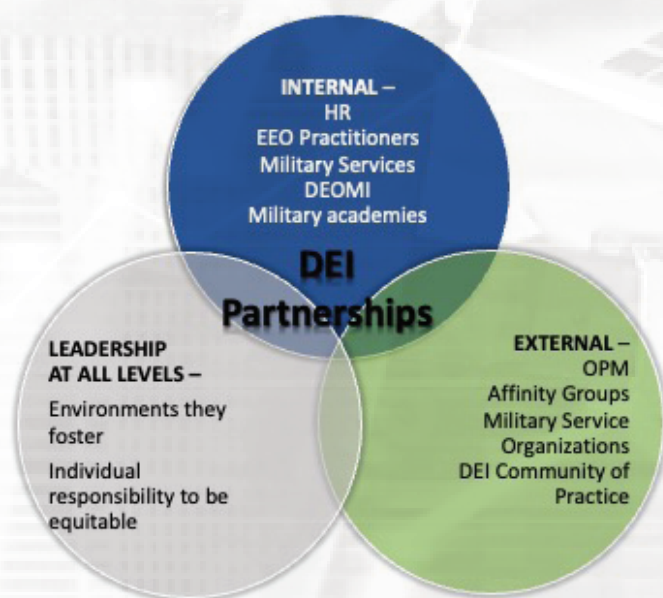 INTERNAL –
HR
EEO Practitioners
Military Services
DEOMI
Military academies
DEI
Partnerships
LEADERSHIP
AT ALL LEVELS –
Environments they
foster
Individual
responsibility to be
equitable
EXTERNAL –
OPM
Affinity Groups
Military Service
Organizations
DEI Community of
Practice